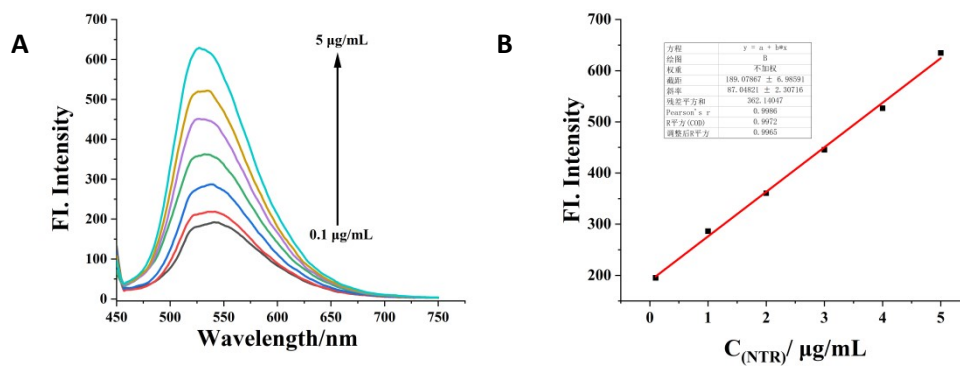 A
FI. Intensity
700
600
500
400
300
200
100
0
450 500 550 600 650 700 750
Wavelength/nm
5 μg/mL
0.1 μg/mL
B
FI. Intensity
700
600
500
400
300
200
0 1 2 3 4 5
C(NTR)/ μg/mL
方程 y = a + b*x
绘图 B
权重 不加权
截距 189.07867 ± 6.98591
斜率 87.04821 ± 2.30716
残差平方和 362.14047
Pearson's r 0.9986
R平方(COD) 0.9972
调整后R平方 0.9965